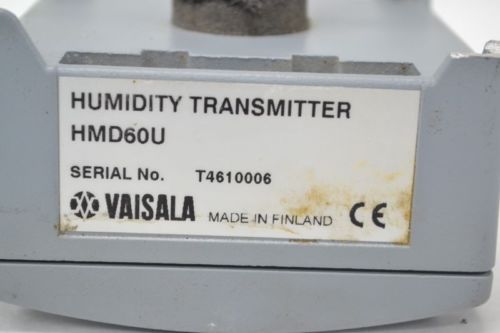 HUMIDITY TRANSMITTER
HMD60U
SERIAL No. T4610006
VAISALA MADE IN FINLAND CE